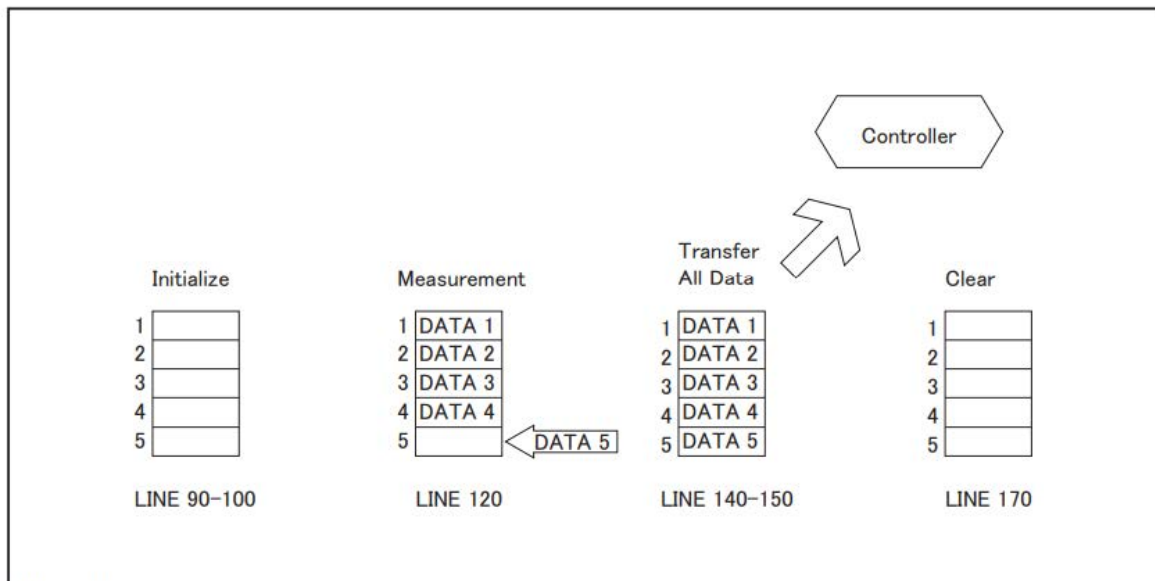 Controller
Transfer
All Data
Initialize
Measurement
Clear
1
2
3
4
5
1 DATA 1
2 DATA 2
3 DATA 3
4 DATA 4
5
DATA 5
1 DATA 1
2 DATA 2
3 DATA 3
4 DATA 4
5 DATA 5
1
2
3
4
5
LINE 90-100
LINE 120
LINE 140-150
LINE 170